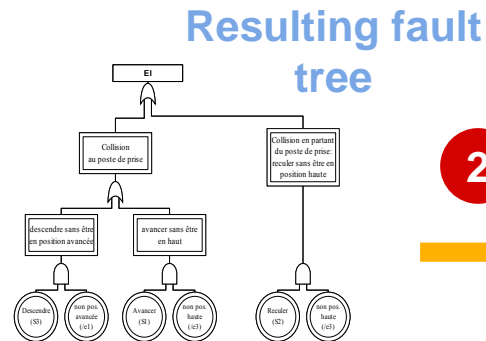 Resulting fault
tree
EI
Collision
au poste de prise
Collision en partant
du poste de prise:
reculer sans être en
position haute
2
descendre sans être
en position avancée
avancer sans être
en haut
Descendre
(S3)
non pos.
avancée
(/e1)
Avancer
(S1)
non pos.
haute
(/e3)
Reculer
(S2)
non pos.
haute
(/e3)